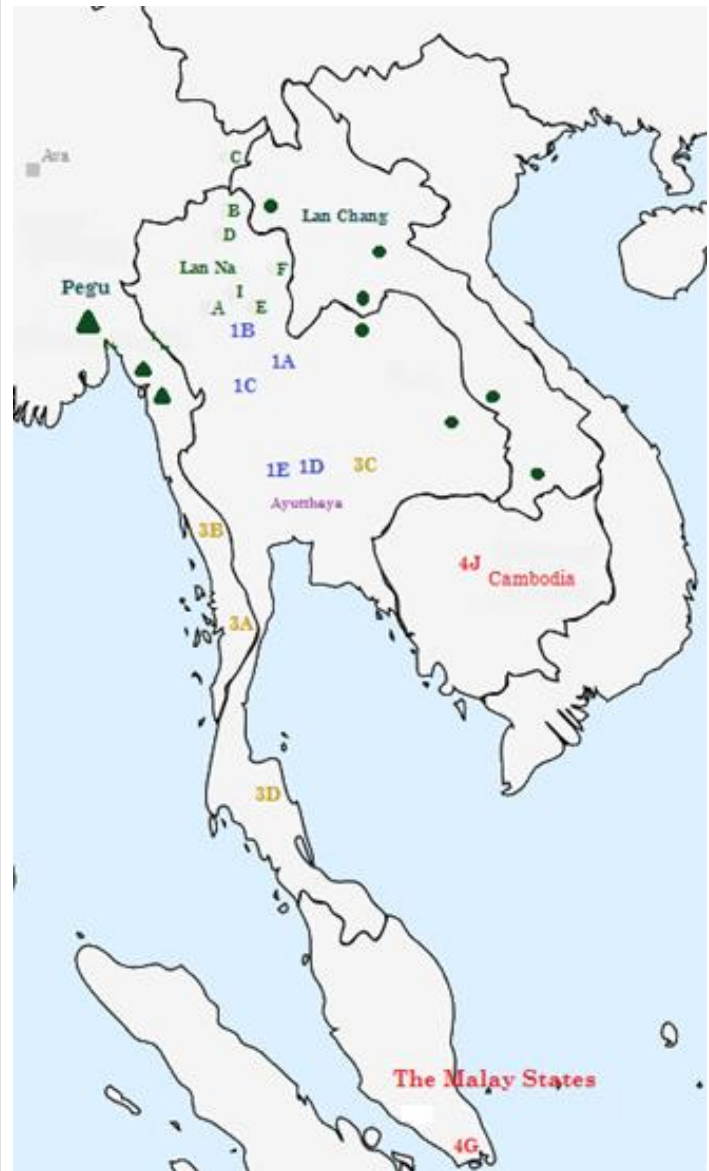 C
Ava
B
Lan Chang
D
Lan Na
F
Pegu
I
A
E
1B
1A
1C
3C
1E
1D
Ayutthaya
3B
4J
Cambodia
3A
3D
The Malay States
4G